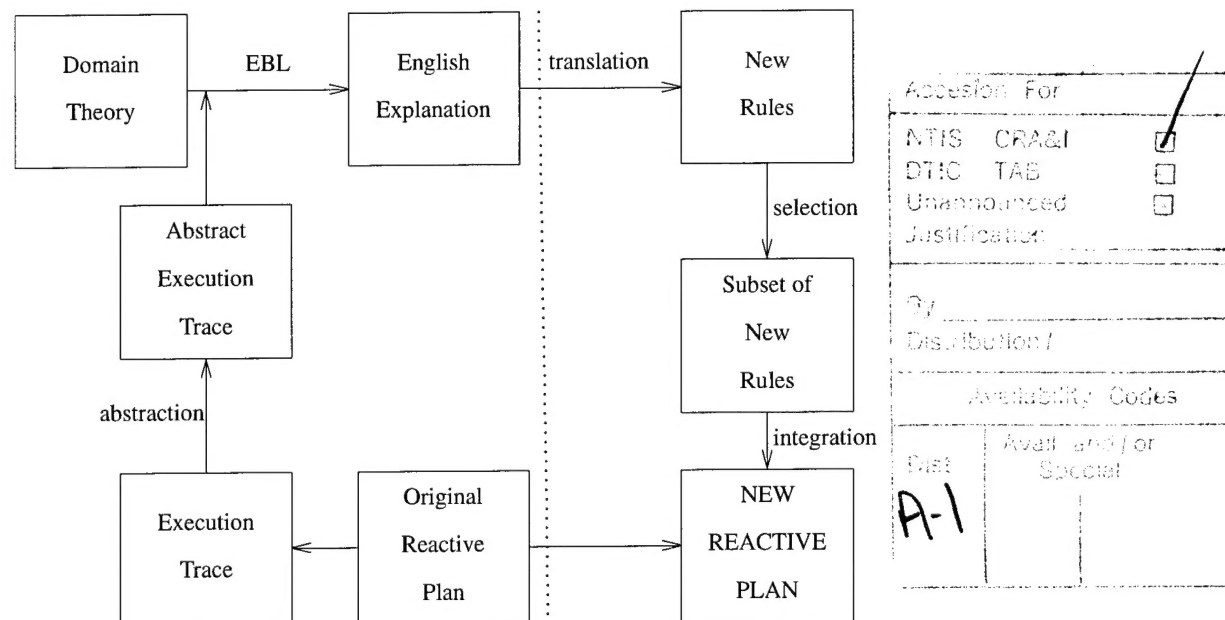 Domain
Theory
EBL
English
Explanation
translation
New
Rules
selection
Abstract
Execution
Trace
Subset of
New
Rules
abstraction
integration
Execution
Trace
Original
Reactive
Plan
NEW
REACTIVE
PLAN
Accesion For
NTIS CRA&I
DTIC TAB
Unannounced
Justification
By
Distribution /
Availability Codes
Dist
Avail and / or
Special
A-1